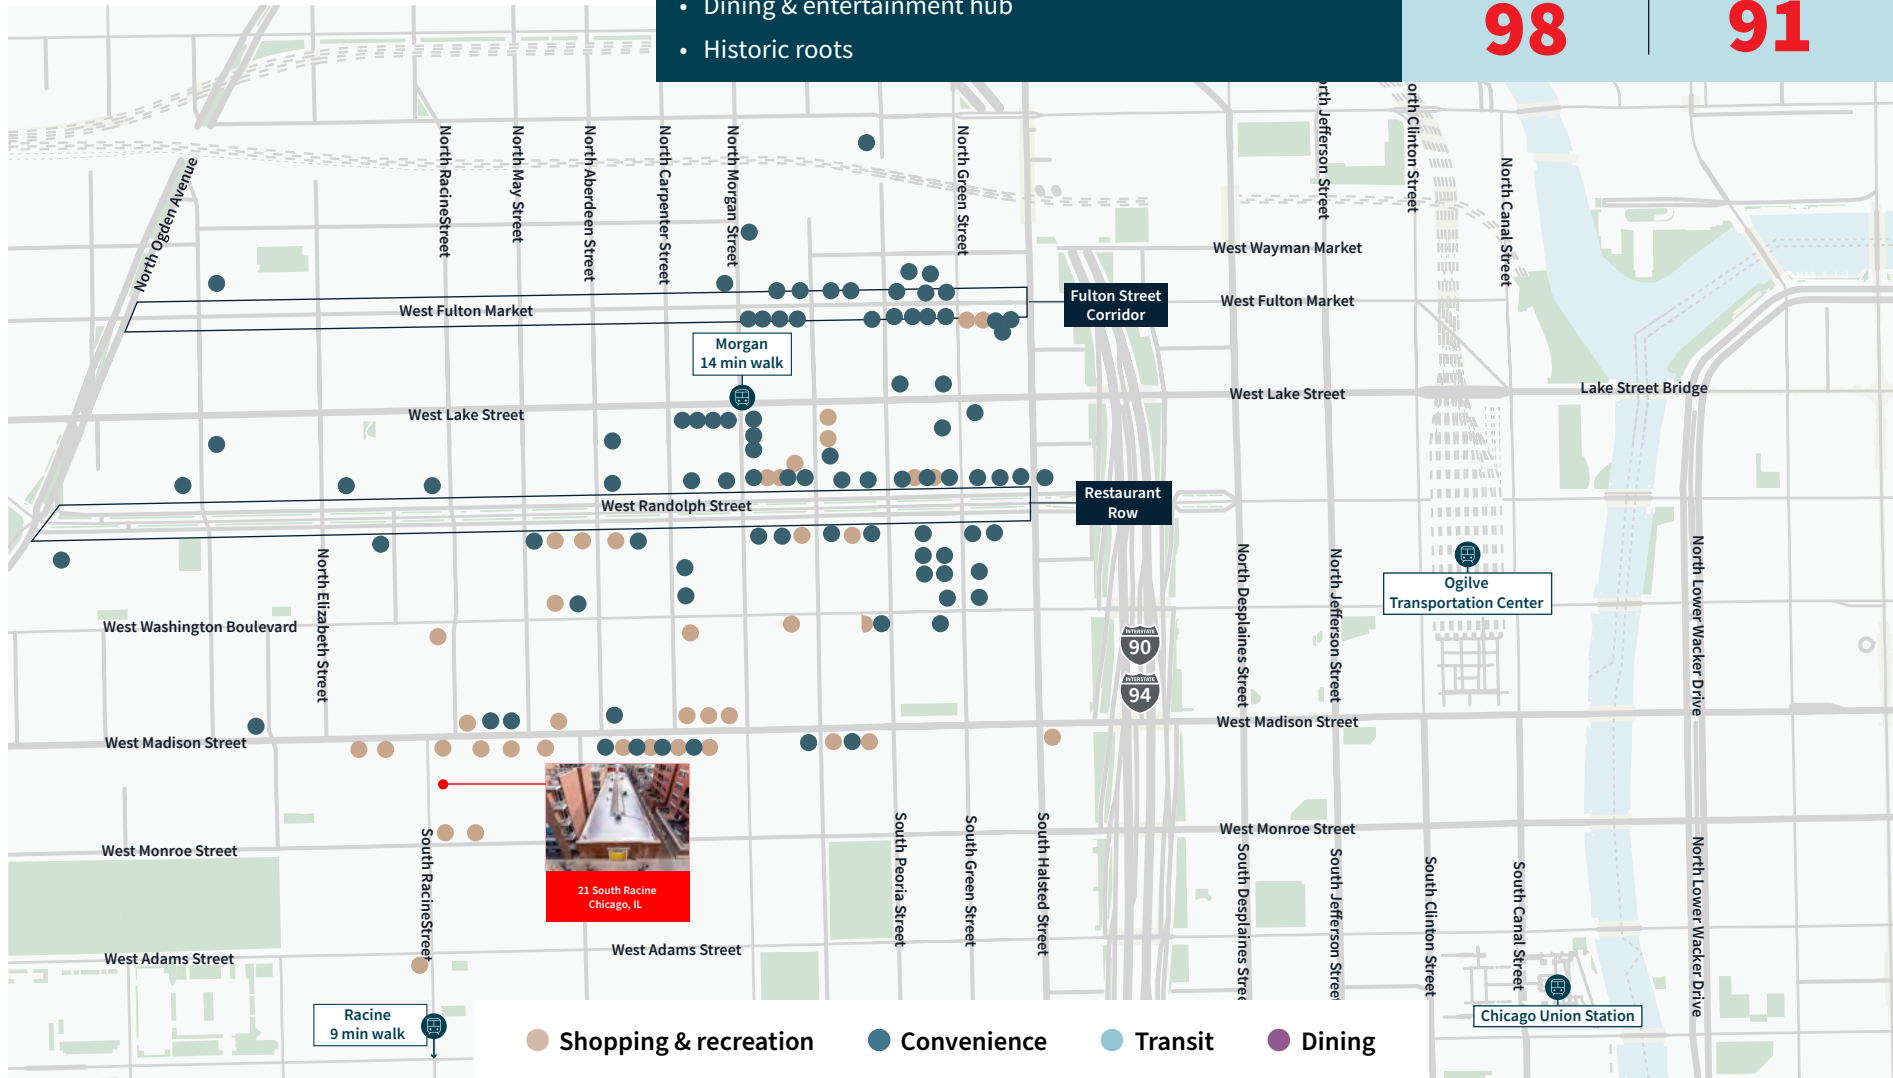 Dining & entertainment hub
Historic roots
98
91
North Ogden Avenue
North RacineStreet
North May Street
North Aberdeen Street
North Carpenter Street
North Morgan Street
North Green Street
orth Jefferson Street
orth Clinton Street
North Canal Street
West Wayman Market
West Fulton Market
West Fulton Market
Fulton Street
Corridor
Morgan
14 min walk
West Lake Street
West Lake Street
Lake Street Bridge
West Randolph Street
Restaurant
Row
North Elizabeth Street
North Desplaines Street
North Jefferson Street
Ogilve
Transportation Center
North Lower Wacker Drive
West Washington Boulevard
INTERSTATE
90
INTERSTATE
94
West Madison Street
West Madison Street
21 South Racine
Chicago, IL
West Monroe Street
West Monroe Street
South RacineStreet
South Peoria Street
South Green Street
South Halsted Street
South Desplaines Stree
South Jefferson Street
South Clinton Street
South Canal Street
North Lower Wacker Drive
West Adams Street
West Adams Street
Racine
9 min walk
Chicago Union Station
Shopping & recreation
Convenience
Transit
Dining